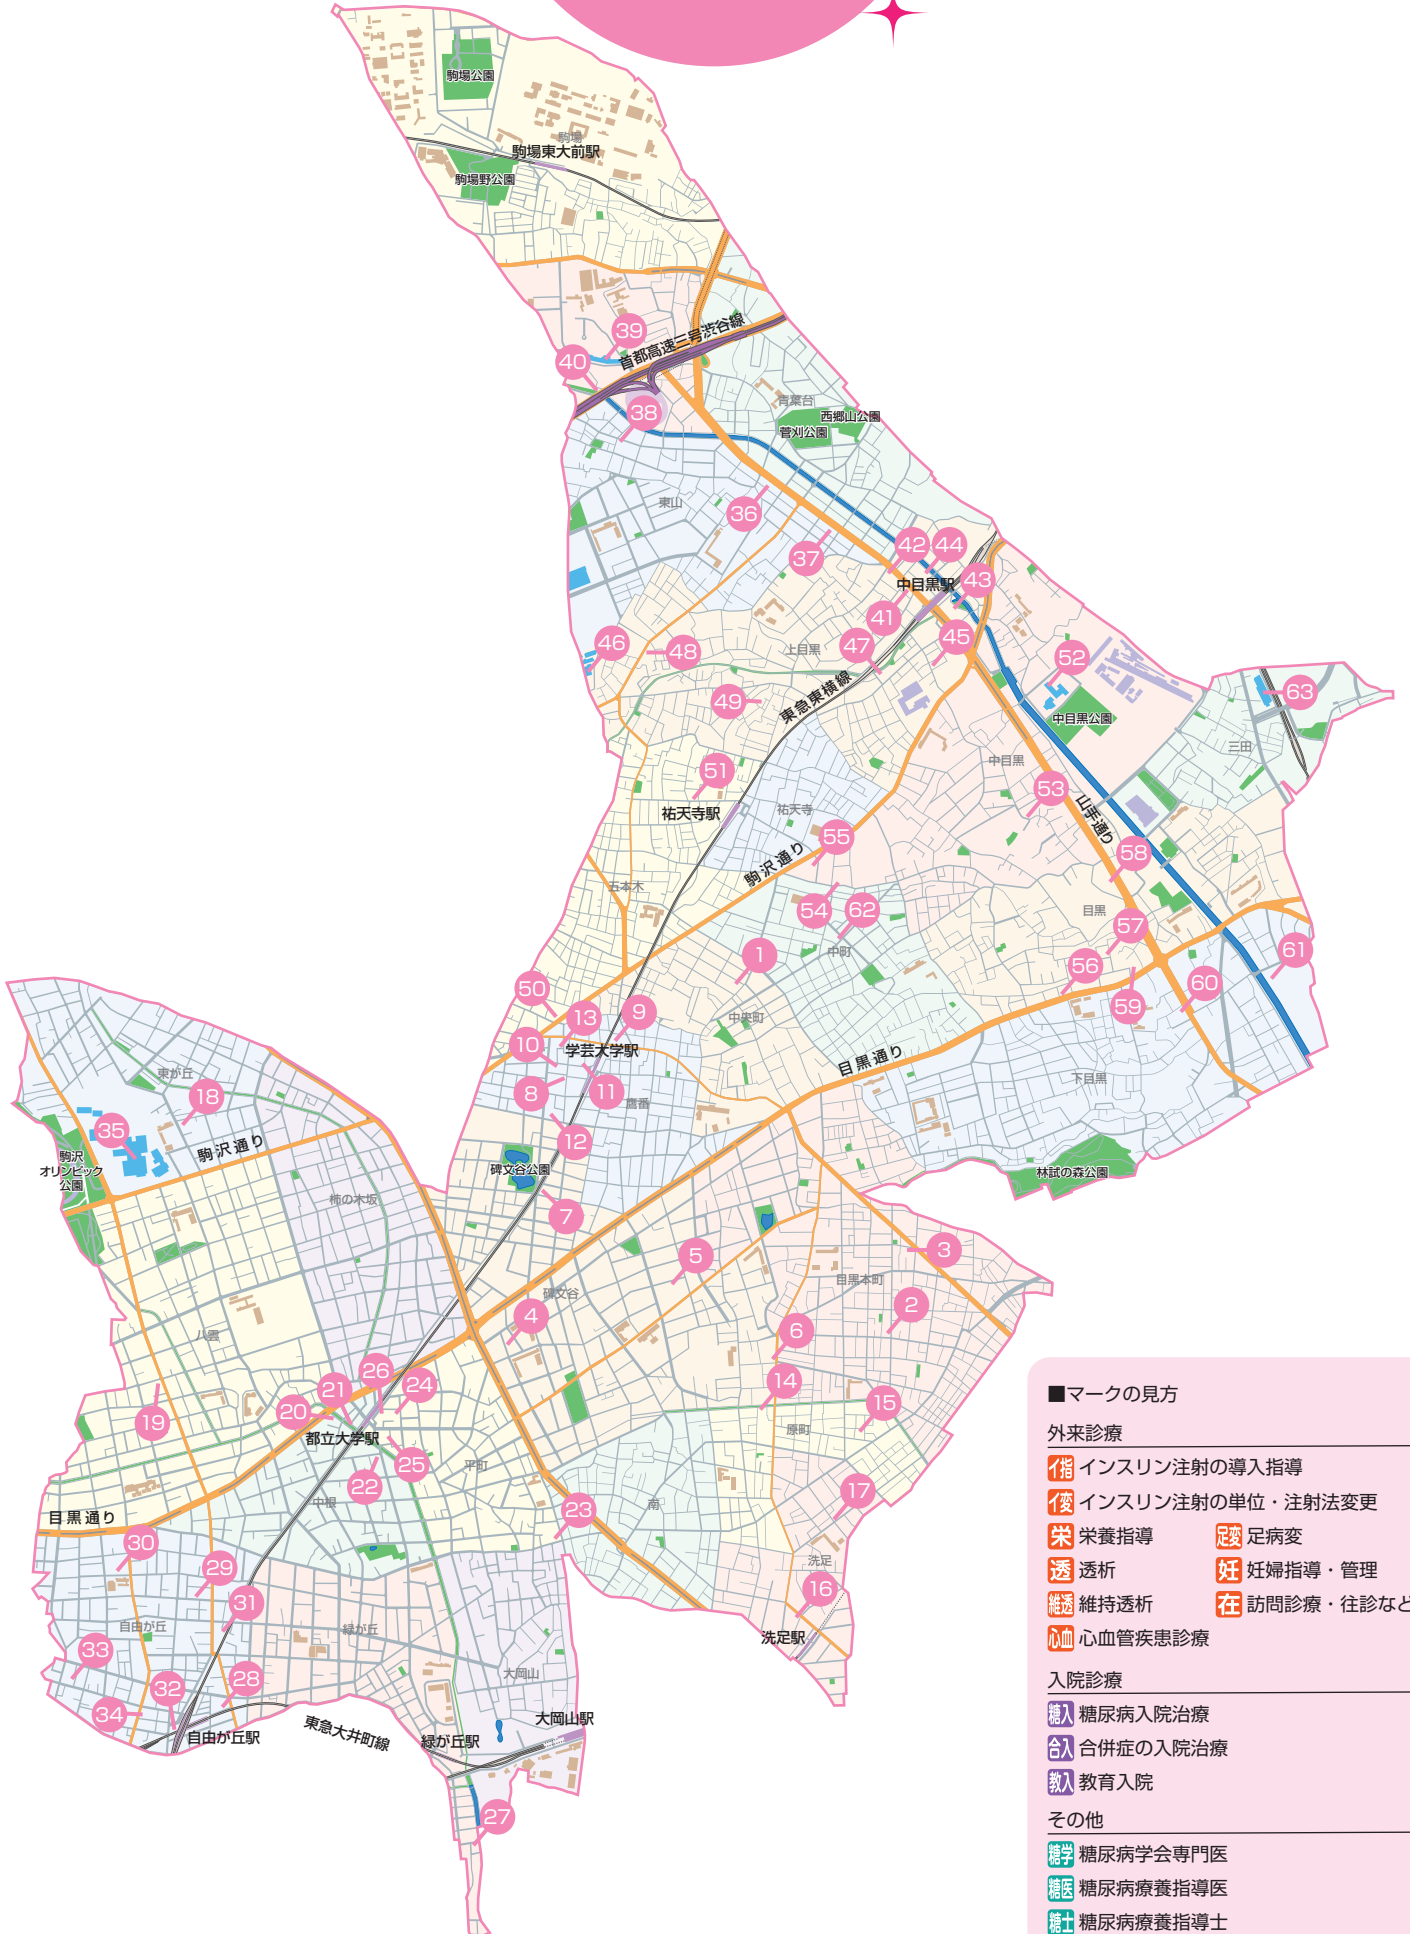 駒場公園
駒場
駒場東大前駅
駒場野公園
39
首都高速三号渋谷線
40
38
青葉台
西郷山公園
菅刈公園
東山
36
37
42
44
中目黒駅
43
41
45
46
48
47
上目黒
52
49
東急東横線
中目黒公園
63
三田
51
中目黒
53
祐天寺駅
祐天寺
山手通り
55
駒沢通り
58
五本木
54
62
目黒
57
中町
1
61
56
60
59
50
13
9
中央町
10
学芸大学駅
目黒通り
8
11
鷹番
下目黒
東が丘
18
35
駒沢通り
12
駒沢
オリンピック
公園
碑文谷公園
林試の森公園
柿の木坂
7
5
3
目黒本町
碑文谷
2
4
6
八雲
26
21
24
14
20
15
19
都立大学駅
原町
25
平町
22
17
中根
南
23
目黒通り
30
洗足
29
16
31
自由が丘
緑が丘
洗足駅
33
大岡山
28
32
34
自由が丘駅
東急大井町線
緑が丘駅
大岡山駅
27
■マークの見方
外来診療
イ指 インスリン注射の導入指導
イ変 インスリン注射の単位・注射法変更
栄 栄養指導 足変 足病変
透 透析 妊 妊婦指導・管理
維透 維持透析 在 訪問診療・往診など
心血 心血管疾患診療
入院診療
糖入 糖尿病入院治療
合入 合併症の入院治療
教入 教育入院
その他
糖学 糖尿病学会専門医
糖医 糖尿病療養指導医
糖士 糖尿病療養指導士